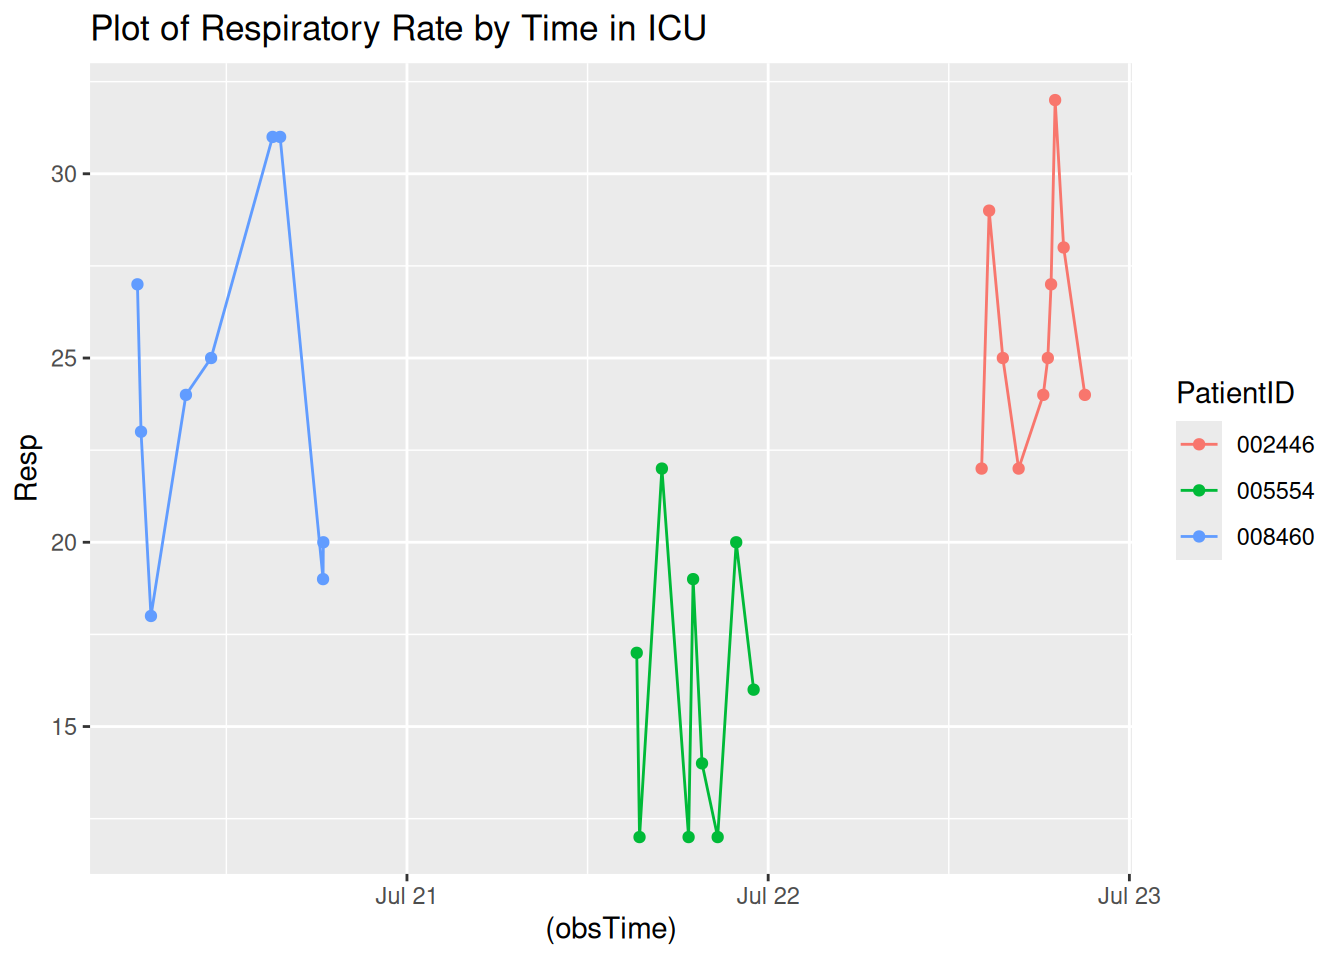 Plot of Respiratory Rate by Time in ICU
30
25
20
15
Resp
Jul 21
Jul 22
Jul 23
(obsTime)
PatientID
002446
005554
008460